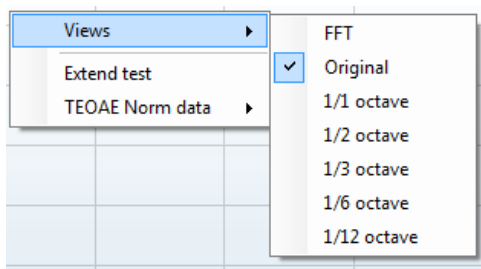 Views
Extend test
TEOAE Norm data
FFT
Original
1/1 octave
1/2 octave
1/3 octave
1/6 octave
1/12 octave